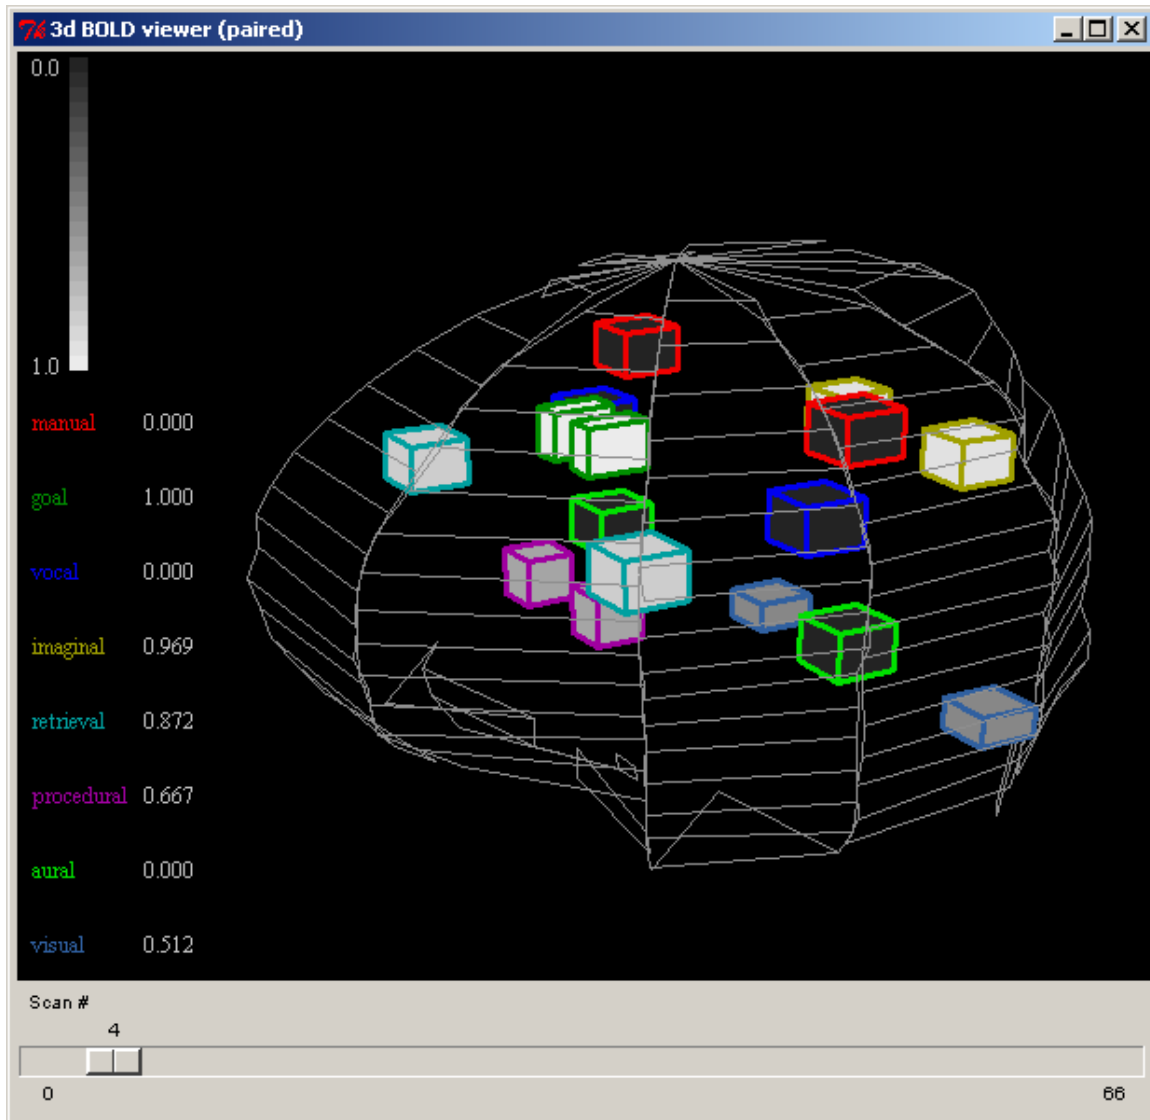 3d BOLD viewer (paired)
0.0
1.0
manual 0.000
goal 1.000
vocal 0.000
imaginal 0.969
retrieval 0.872
procedural 0.667
aural 0.000
visual 0.512
Scan #
4
0 66